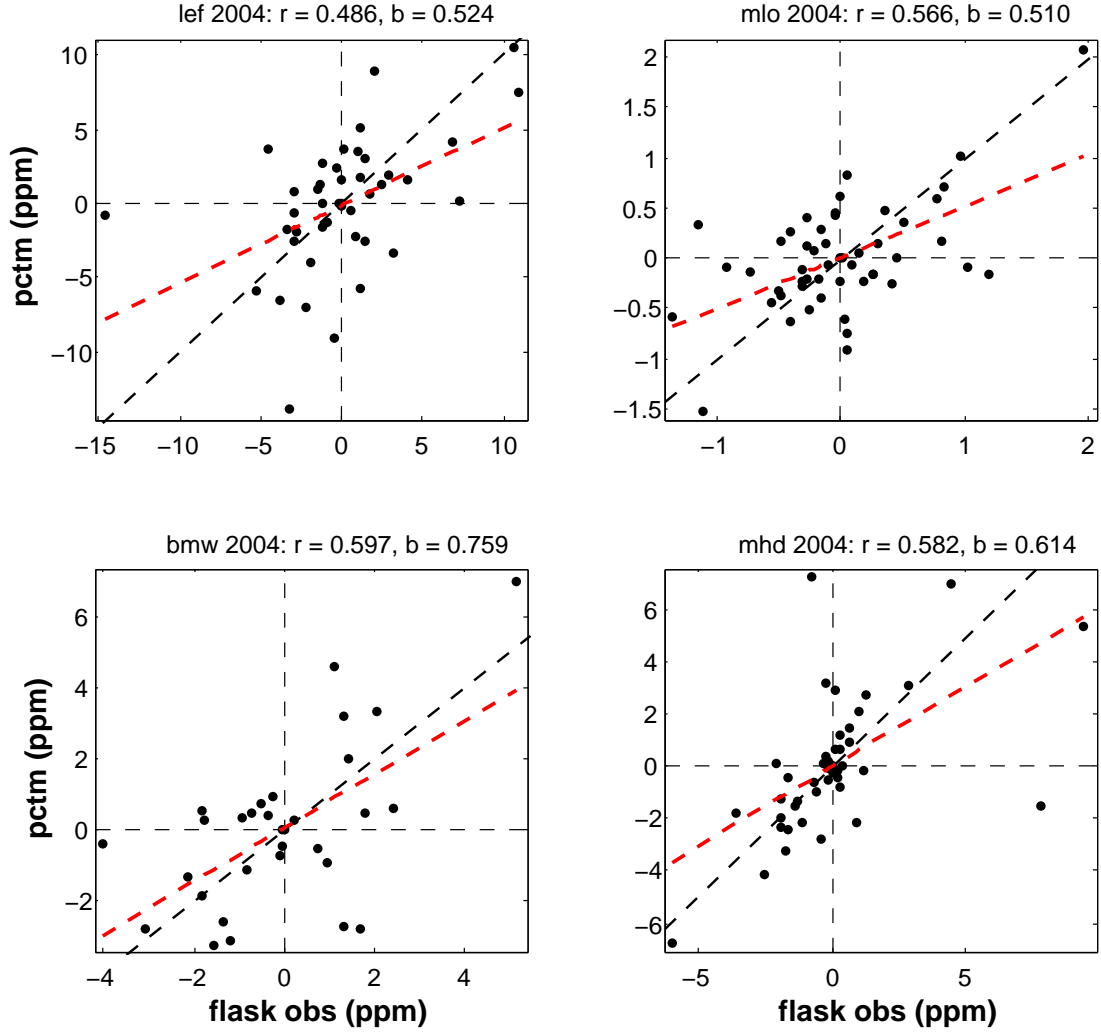 lef 2004: r = 0.486, b = 0.524
mlo 2004: r = 0.566, b = 0.510
10
5
0
−5
−10
pctm (ppm)
−15 −10 −5 0 5 10
2
1.5
1
0.5
0
−0.5
−1
−1.5
−1 0 1 2
bmw 2004: r = 0.597, b = 0.759
mhd 2004: r = 0.582, b = 0.614
6
4
2
0
−2
pctm (ppm)
−4 −2 0 2 4
flask obs (ppm)
6
4
2
0
−2
−4
−6
−5 0 5
flask obs (ppm)